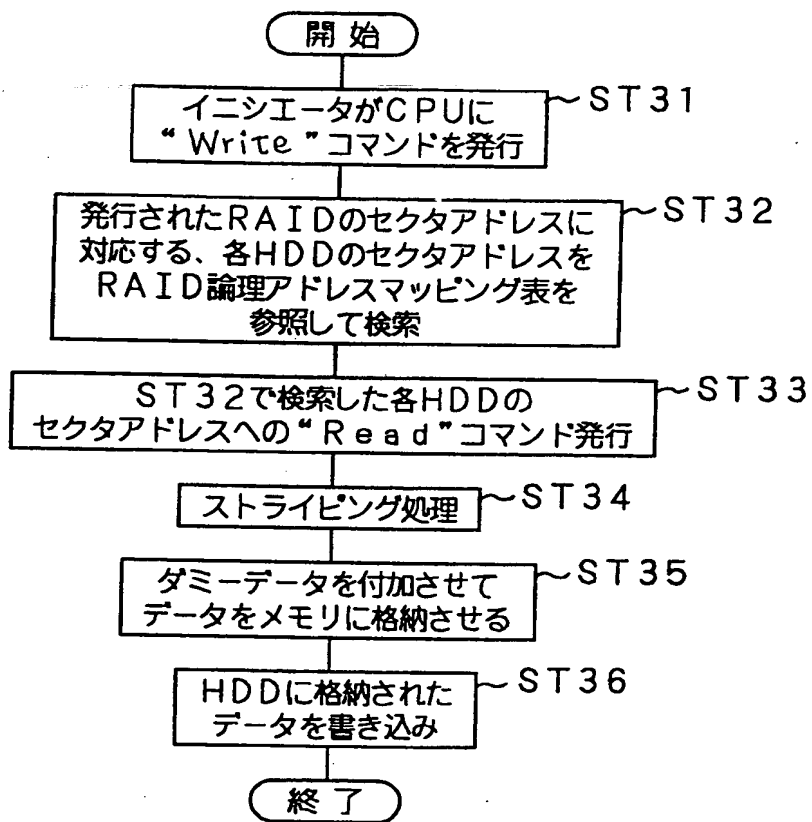 開始
イニシエータがCPUに
“Write”コマンドを発行
ST31
発行されたRAIDのセクタアドレスに
対応する、各HDDのセクタアドレスを
RAID論理アドレスマッピング表を
参照して検索
ST32
ST32で検索した各HDDの
セクタアドレスへの“Read”コマンド発行
ST33
ストライピング処理
ST34
ダミーデータを付加させて
データをメモリに格納させる
ST35
HDDに格納された
データを書き込み
ST36
終了